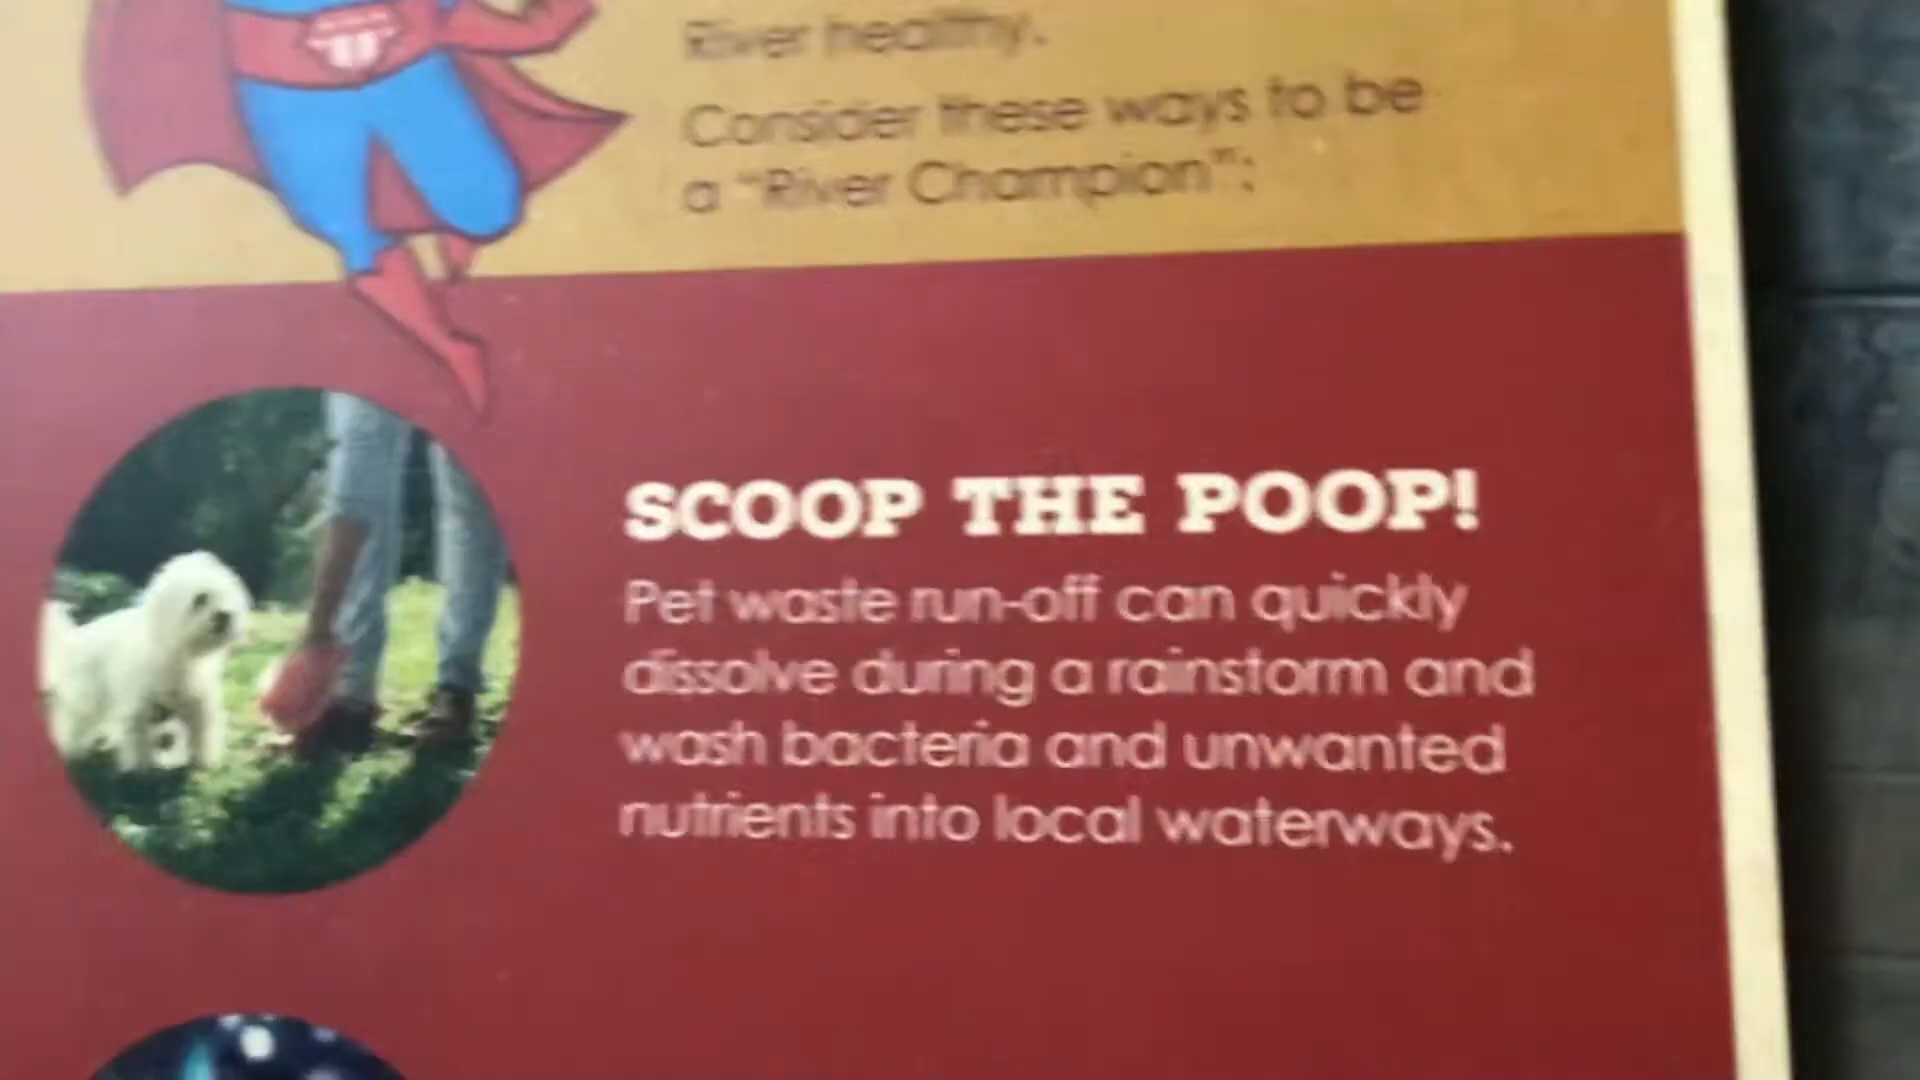 River healthy.
Consider these ways to be
a "River Champion":
SCOOP THE POOP!
Pet waste run-off can quickly
dissolve during a rainstorm and
wash bacteria and unwanted
nutrients into local waterways.